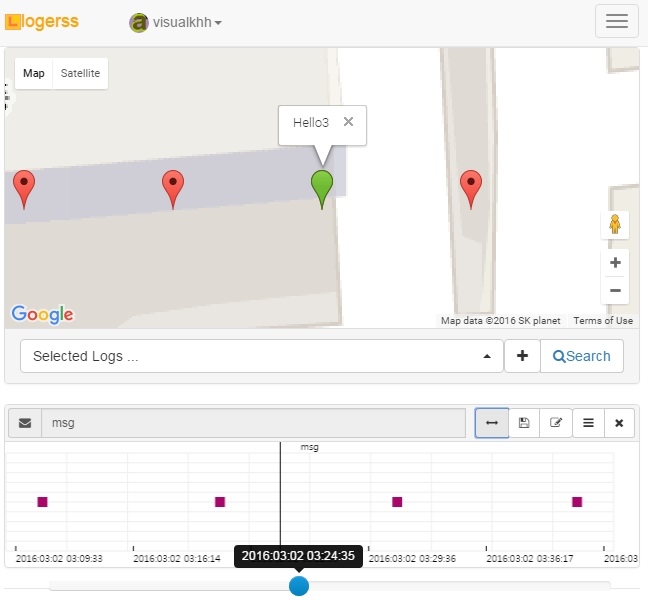 Logerss
visualkhh
Map Satellite
Hello3
Google
Map data ©2016 SK planet Terms of Use
Selected Logs ...
Search
msg
msg
2016:03:02 03:24:35
2016:03:02 03:09:33 2016:03:02 03:16:14 2016:03:02 03:29:36 2016:03:02 03:36:17 2016:03